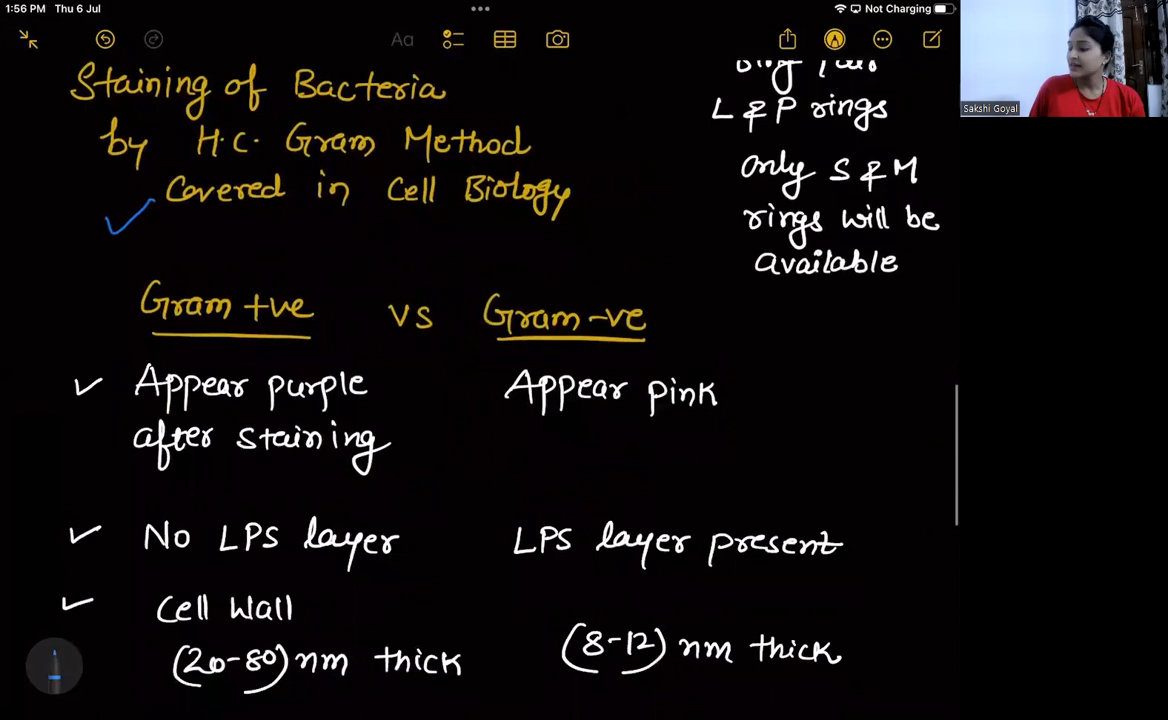 1:56 PM Thu 6 Jul
Not Charging
Aa
Staining of Bacteria
by H.C. Gram Method
Covered in Cell Biology
L & P rings
only S & M
rings will be
available
Sakshi Goyal
Gram +ve vs Gram -ve
Appear purple Appear pink
after staining
No LPS layer LPS layer present
Cell Wall
(20-80) nm thick (8-12) nm thick